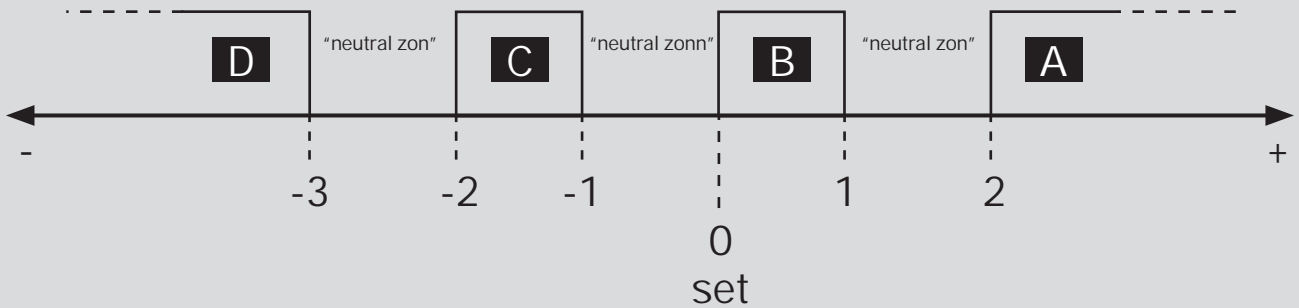 D "neutral zon" C "neutral zonn" B "neutral zon" A
- +
-3 -2 -1 1 2
0
set